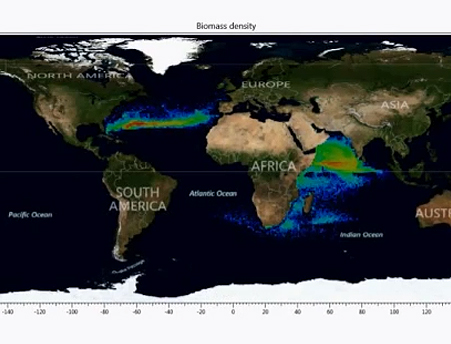 Biomass density
NORTH AMERICA
EUROPE
ASIA
AFRICA
SOUTH
AMERICA
Atlantic Ocean
Pacific Ocean
AUST
Indian Ocean
-140 -120 -100 -80 -60 -40 -20 0 20 40 60 80 100 120